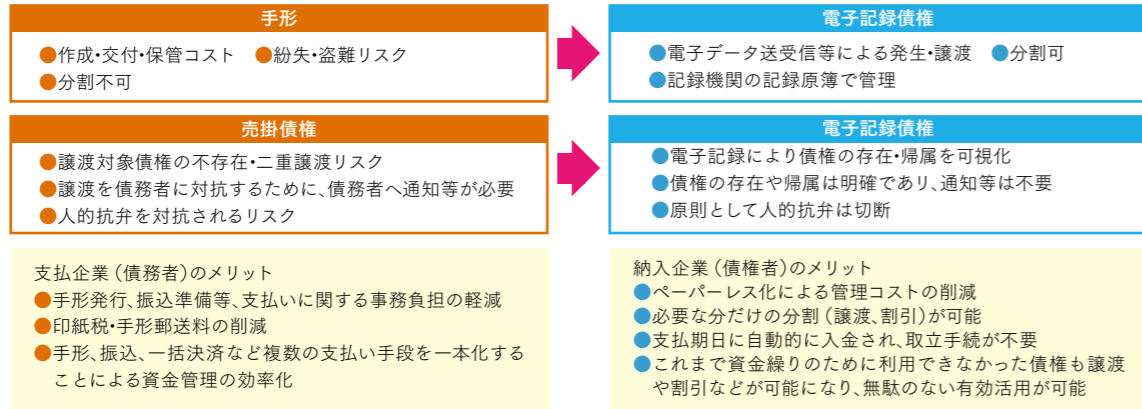 手形
●作成・交付・保管コスト ●紛失・盗難リスク
●分割不可
電子記録債権
●電子データ送受信等による発生・譲渡 ●分割可
●記録機関の記録原簿で管理
売掛債権
●譲渡対象債権の不存在・二重譲渡リスク
●譲渡を債務者に対抗するために、債務者へ通知等が必要
●人的抗弁を対抗されるリスク
電子記録債権
●電子記録により債権の存在・帰属を可視化
●債権の存在や帰属は明確であり、通知等は不要
●原則として人的抗弁は切断
支払企業(債務者)のメリット
●手形発行、振込準備等、支払いに関する事務負担の軽減
●印紙税・手形郵送料の削減
●手形、振込、一括決済など複数の支払い手段を一本化する
ことによる資金管理の効率化
納入企業(債権者)のメリット
●ペーパーレス化による管理コストの削減
●必要な分だけの分割(譲渡、割引)が可能
●支払期日に自動的に入金され、取立手続が不要
●これまで資金繰りのために利用できなかった債権も譲渡
や割引などが可能になり、無駄のない有効活用が可能